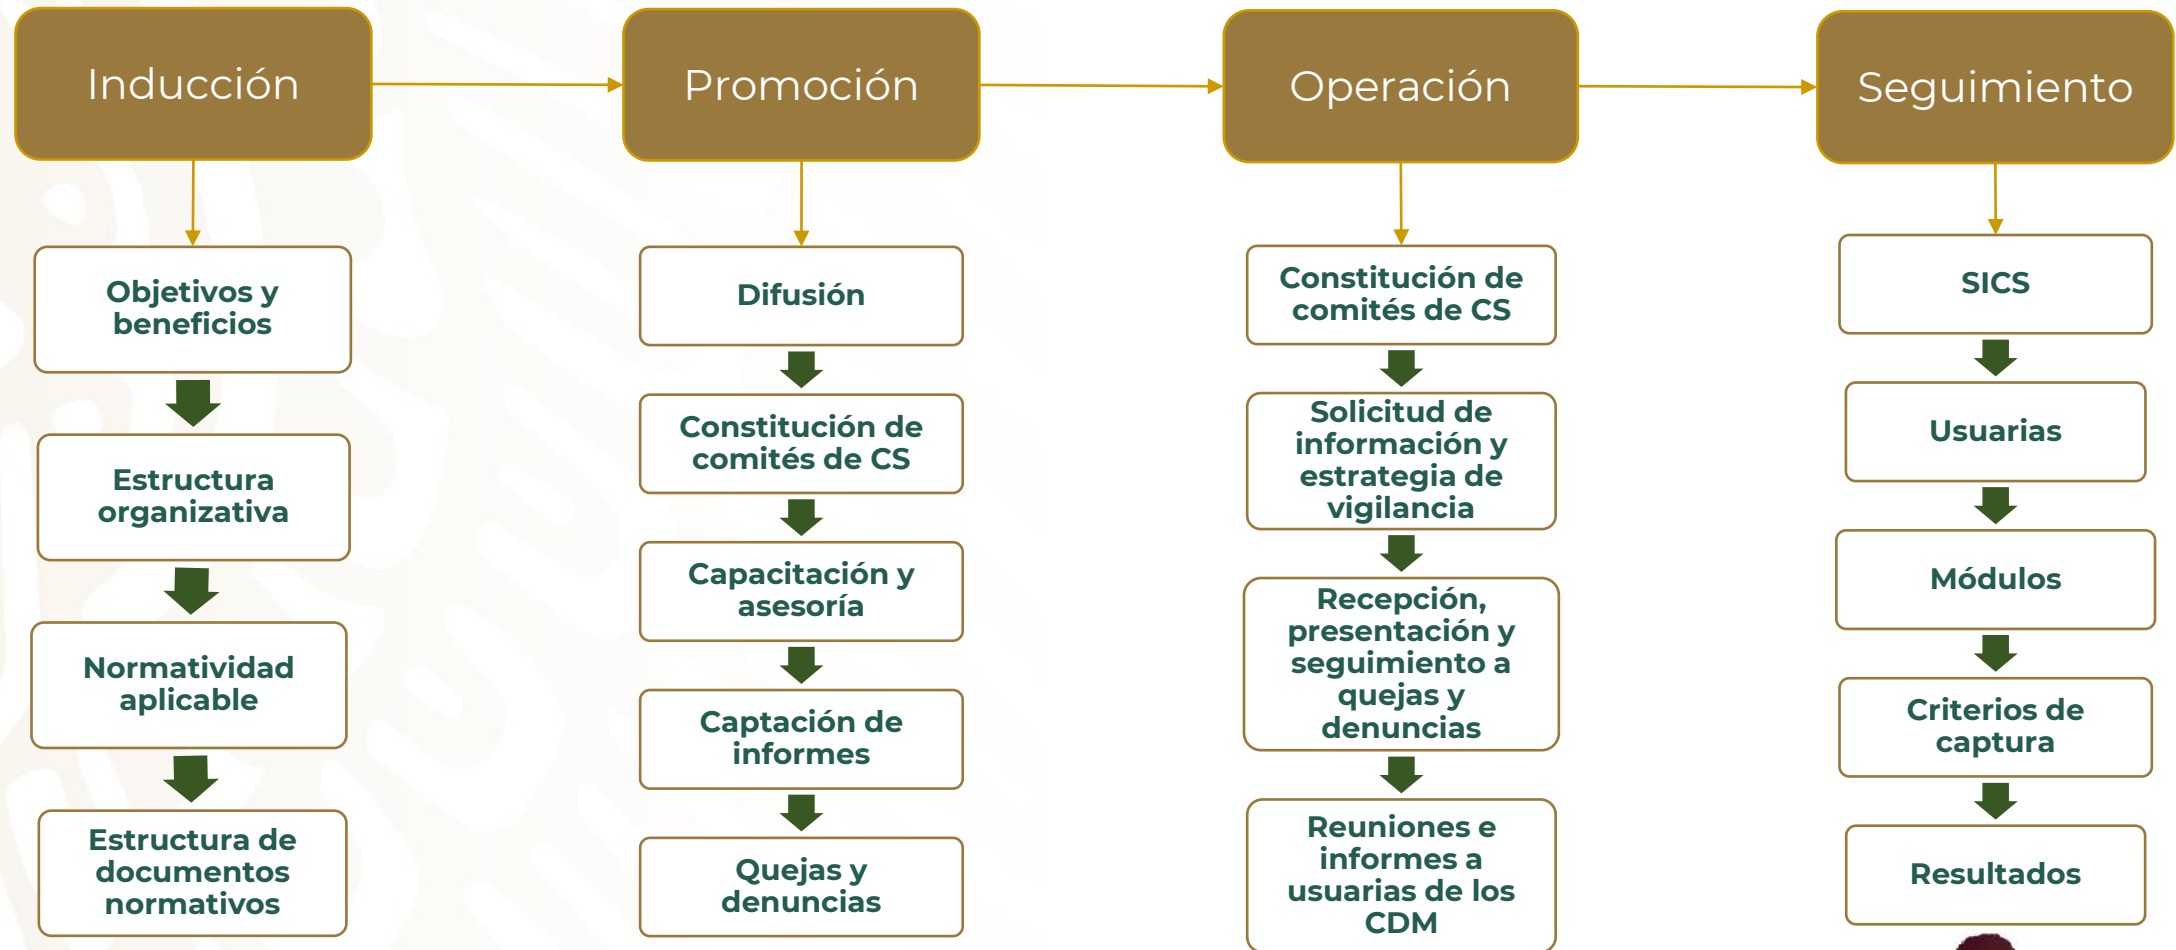 Inducción
Promoción
Operación
Seguimiento
Objetivos y
beneficios
Estructura
organizativa
Normatividad
aplicable
Estructura de
documentos
normativos
Difusión
Constitución de
comités de CS
Capacitación y
asesoría
Captación de
informes
Quejas y
denuncias
Constitución de
comités de CS
Solicitud de
información y
estrategia de
vigilancia
Recepción,
presentación y
seguimiento a
quejas y
denuncias
Reuniones e
informes a
usuarias de los
CDM
SICS
Usuarias
Módulos
Criterios de
captura
Resultados